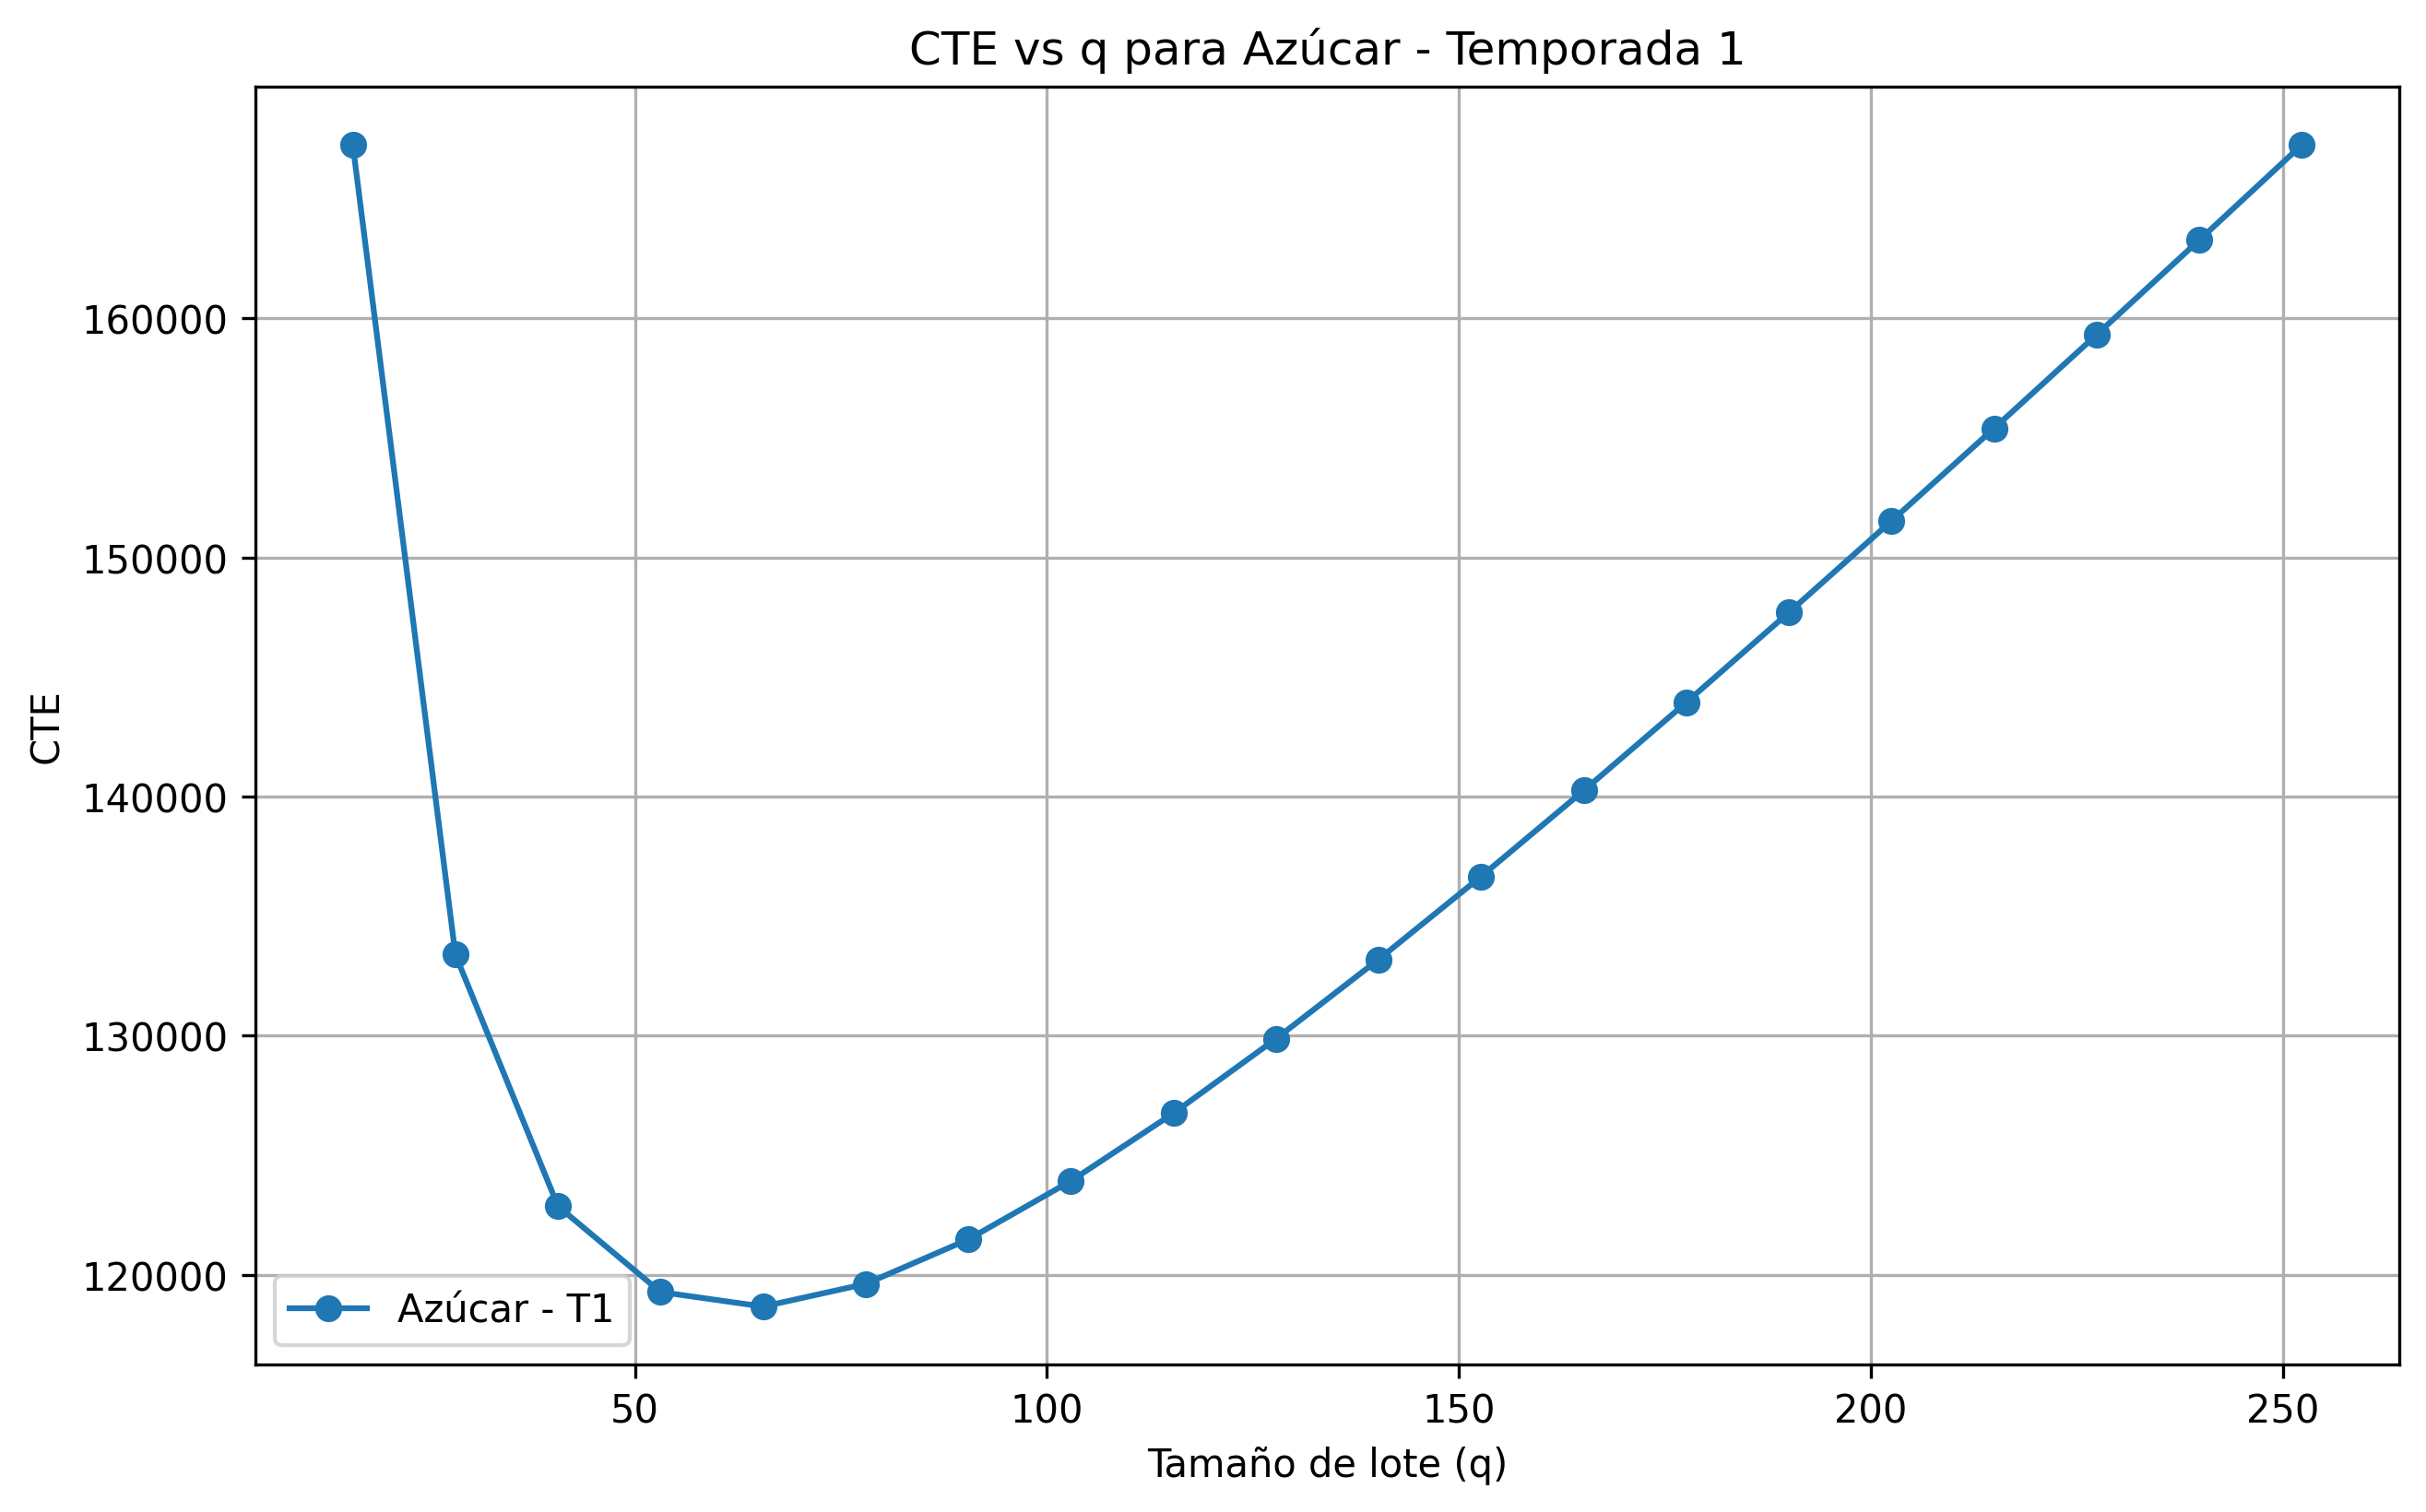 CTE vs q para Azúcar - Temporada 1
CTE
160000
150000
140000
130000
120000
Azúcar - T1
50 100 150 200 250
Tamaño de lote (q)